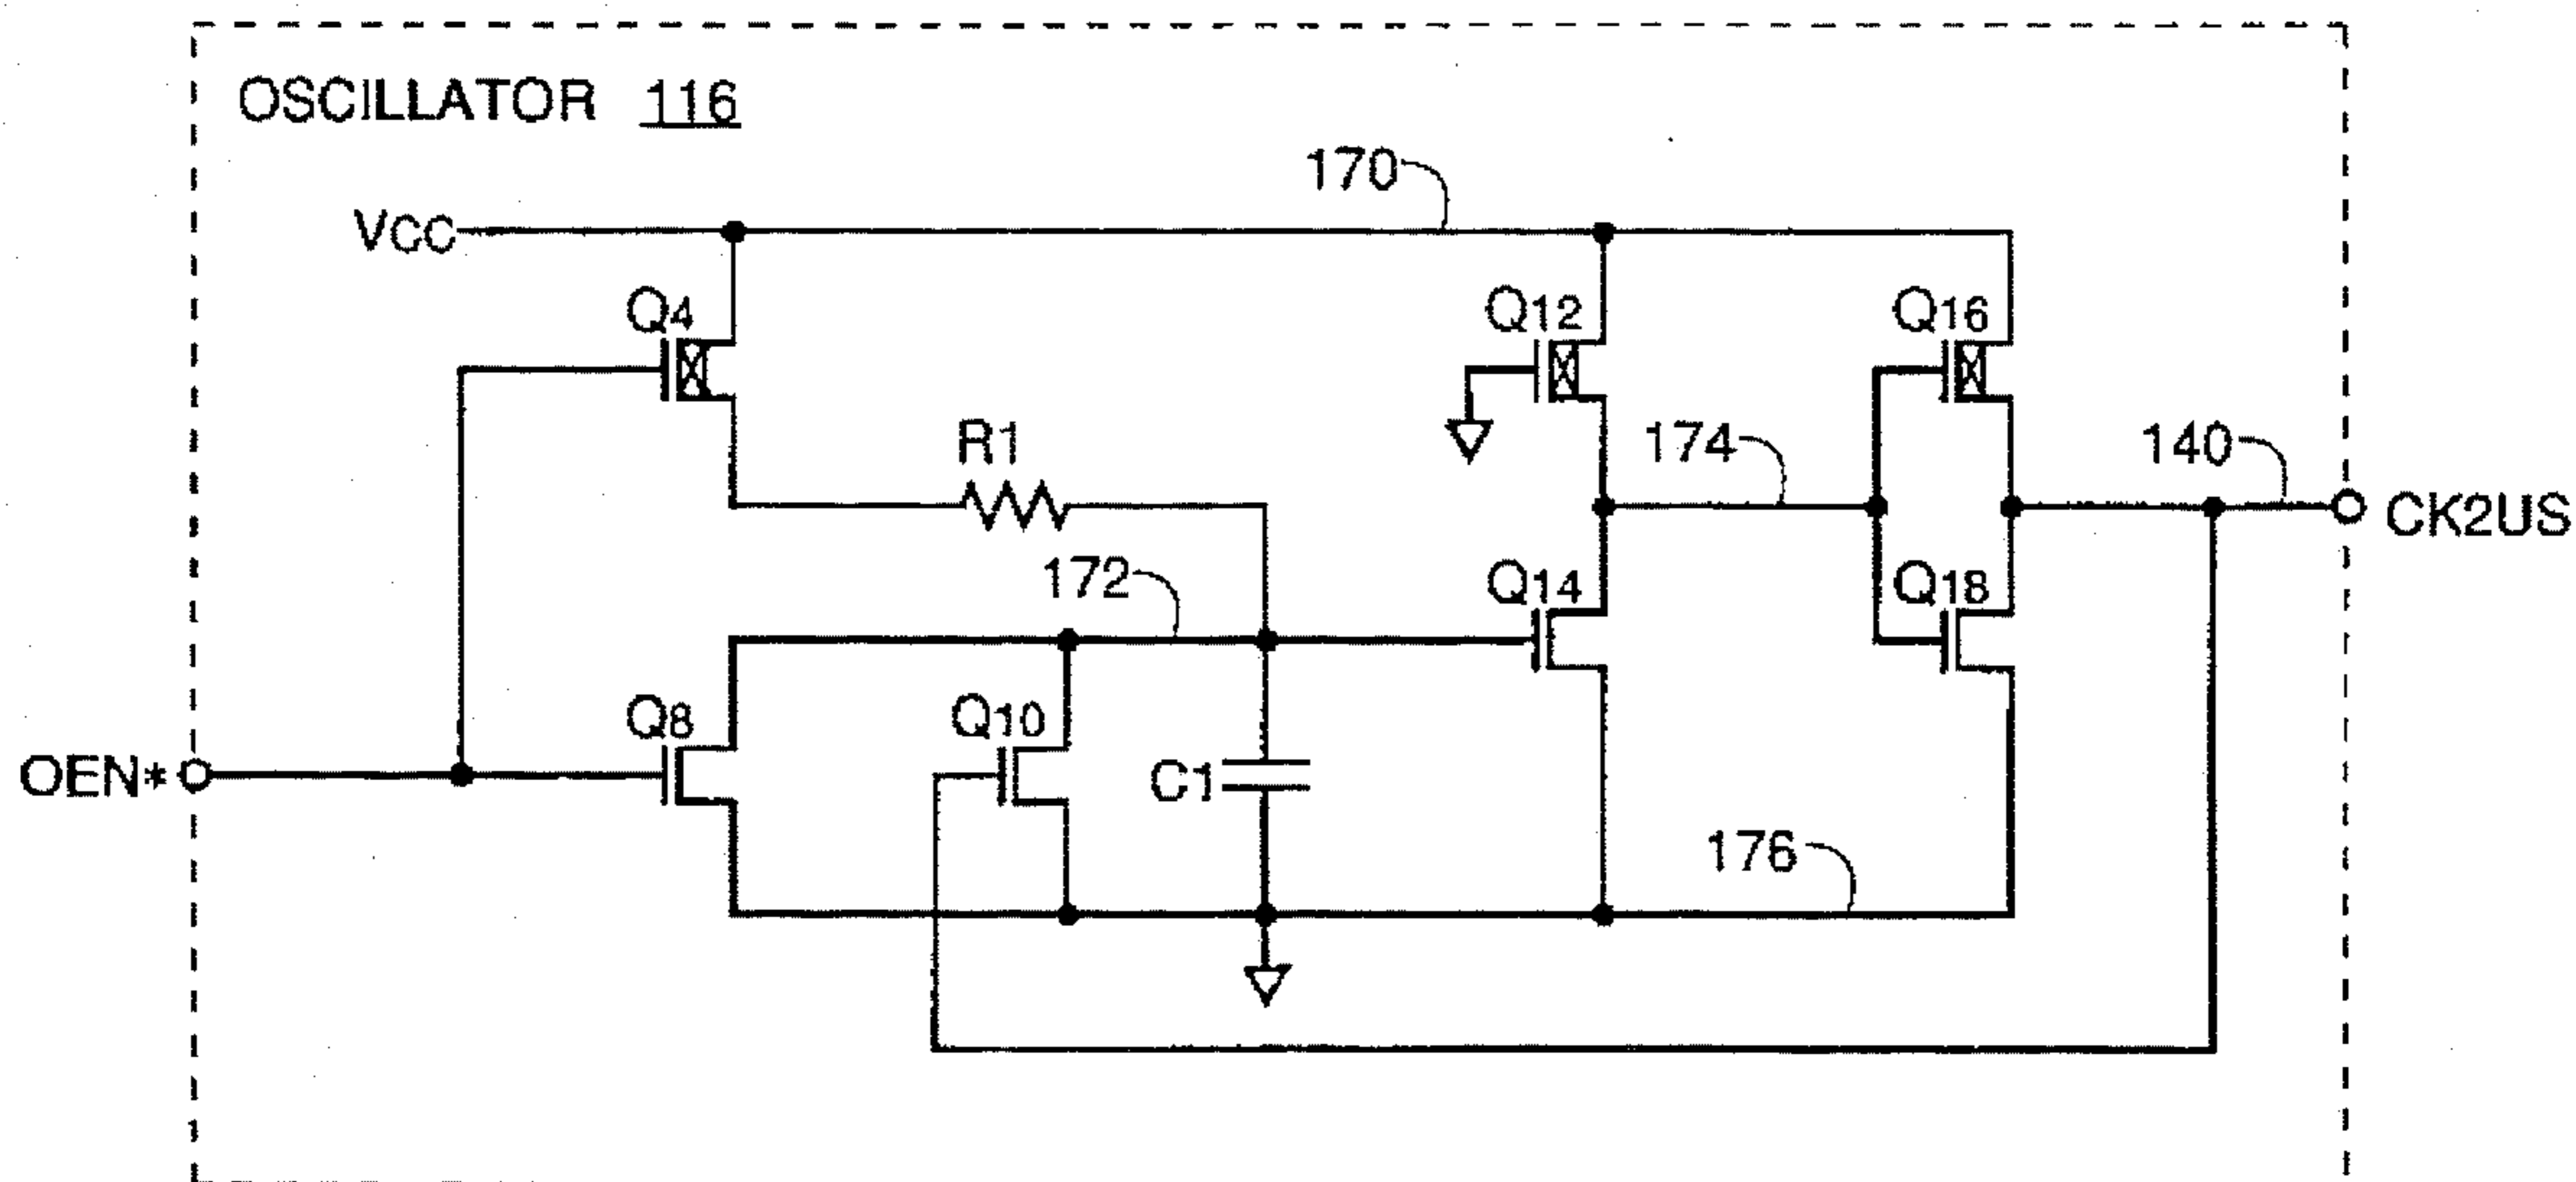 OSCILLATOR 116
170
VCC
Q4
Q12
Q16
R1
174
140
CK2US
172
Q14
Q18
Q8
Q10
OEN*
C1
176